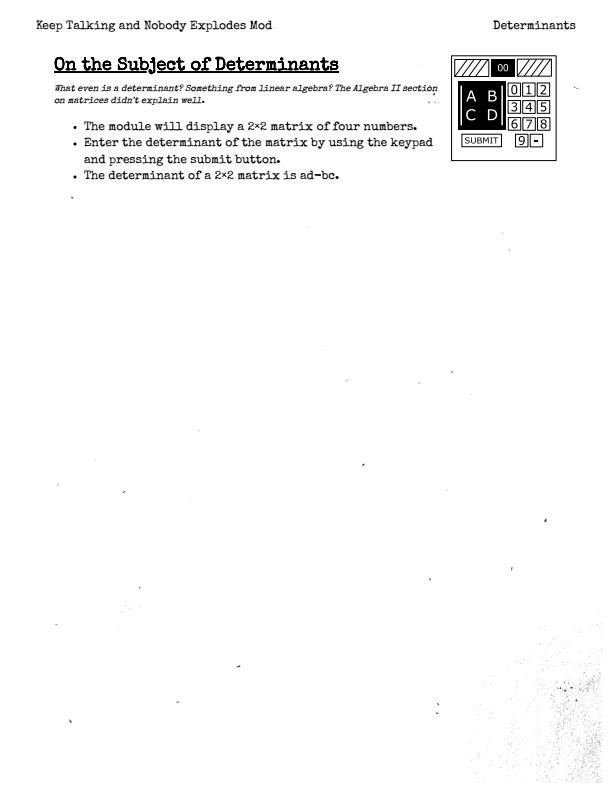 Keep Talking and Nobody Explodes Mod
Determinants
On the Subject of Determinants
What even is a determinant? Something from linear algebra? The Algebra II section
on matrices didn't explain well.
• The module will display a 2×2 matrix of four numbers.
• Enter the determinant of the matrix by using the keypad
and pressing the submit button.
• The determinant of a 2×2 matrix is ad-bc.
00
A B
C D
0 1 2
3 4 5
6 7 8
SUBMIT
9 -